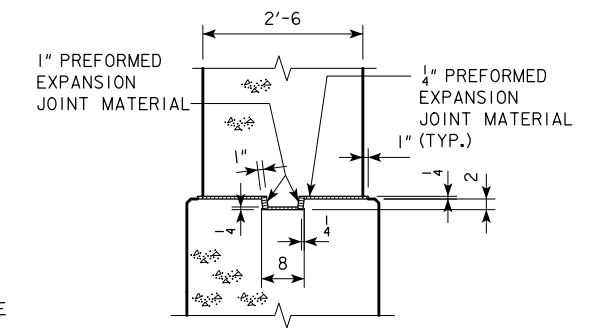 2'-6
1" PREFORMED
EXPANSION
JOINT MATERIAL
1/4" PREFORMED
EXPANSION
JOINT MATERIAL
(TYP.)
1"
1"
1/4
2
1/4
1/4
8
E